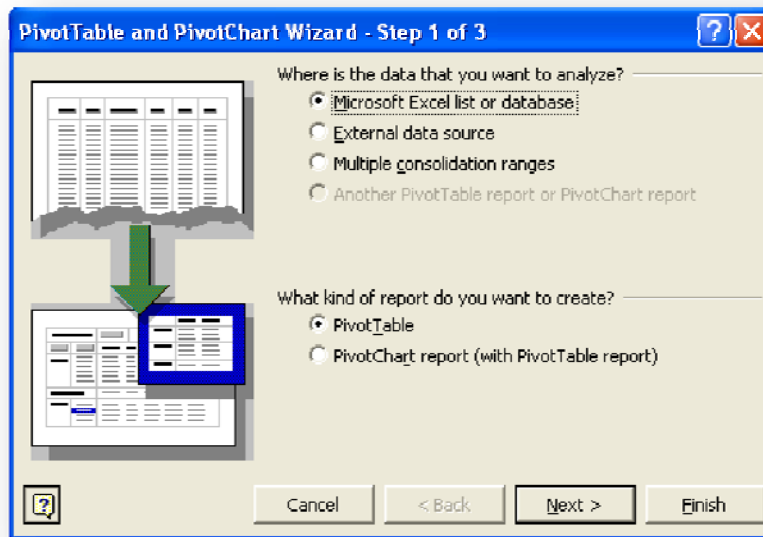 PivotTable and PivotChart Wizard - Step 1 of 3
?
Where is the data that you want to analyze?
Microsoft Excel list or database
External data source
Multiple consolidation ranges
Another PivotTable report or PivotChart report
What kind of report do you want to create?
PivotTable
PivotChart report (with PivotTable report)
?
Cancel
< Back
Next >
Finish